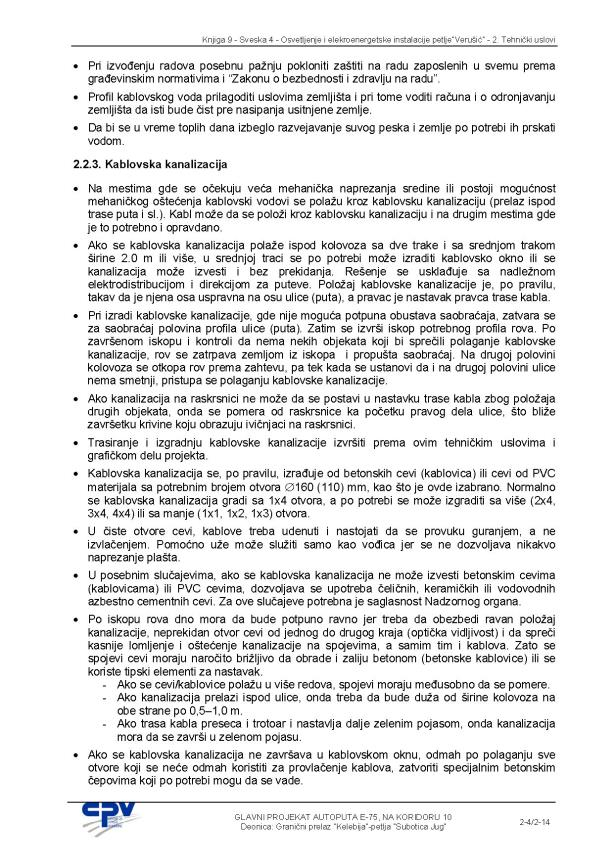 Knjiga 9 - Sveska 4 - Osvetljenje i elekroenergetske instalacije petlje"Verušić" - 2. Tehnički uslovi
• Pri izvođenju radova posebnu pažnju pokloniti zaštiti na radu zaposlenih u svemu prema
građevinskim normativima i "Zakonu o bezbednosti i zdravlju na radu".
• Profil kablovskog voda prilagoditi uslovima zemljišta i pri tome voditi računa i o odronjavanju
zemljišta da isti bude čist pre nasipanja usitnjene zemlje.
• Da bi se u vreme toplih dana izbeglo razvejavanje suvog peska i zemlje po potrebi ih prskati
vodom.
2.2.3. Kablovska kanalizacija
• Na mestima gde se očekuju veća mehanička naprezanja sredine ili postoji mogućnost
mehaničkog oštećenja kablovski vodovi se polažu kroz kablovsku kanalizaciju (prelaz ispod
trase puta i sl.). Kabl može da se položi kroz kablovsku kanalizaciju i na drugim mestima gde
je to potrebno i opravdano.
• Ako se kablovska kanalizacija polaže ispod kolovoza sa dve trake i sa srednjom trakom
širine 2.0 m ili više, u srednjoj traci se po potrebi može izraditi kablovsko okno ili se
kanalizacija može izvesti i bez prekidanja. Rešenje se usklađuje sa nadležnom
elektrodistribucijom i direkcijom za puteve. Položaj kablovske kanalizacije je, po pravilu,
takav da je njena osa uspravna na osu ulice (puta), a pravac je nastavak pravca trase kabla.
• Pri izradi kablovske kanalizacije, gde nije moguća potpuna obustava saobraćaja, zatvara se
za saobraćaj polovina profila ulice (puta). Zatim se izvrši iskop potrebnog profila rova. Po
završenom iskopu i kontroli da nema nekih objekata koji bi sprečili polaganje kablovske
kanalizacije, rov se zatrpava zemljom iz iskopa i propušta saobraćaj. Na drugoj polovini
kolovoza se otkopa rov prema zahtevu, pa tek kada se ustanovi da i na drugoj polovini ulice
nema smetnji, pristupa se polaganju kablovske kanalizacije.
• Ako kanalizacija na raskrsnici ne može da se postavi u nastavku trase kabla zbog položaja
drugih objekata, onda se pomera od raskrsnice ka početku pravog dela ulice, što bliže
završetku krivine koju obrazuju ivičnjaci na raskrsnici.
• Trasiranje i izgradnju kablovske kanalizacije izvršiti prema ovim tehničkim uslovima i
grafičkom delu projekta.
• Kablovska kanalizacija se, po pravilu, izrađuje od betonskih cevi (kablovica) ili cevi od PVC
materijala sa potrebnim brojem otvora ∅160 (110) mm, kao što je ovde izabrano. Normalno
se kablovska kanalizacija gradi sa 1x4 otvora, a po potrebi se može izgraditi sa više (2x4,
3x4, 4x4) ili sa manje (1x1, 1x2, 1x3) otvora.
• U čiste otvore cevi, kablove treba udenuti i nastojati da se provuku guranjem, a ne
izvlačenjem. Pomoćno uže može služiti samo kao vođica jer se ne dozvoljava nikakvo
naprezanje plašta.
• U posebnim slučajevima, ako se kablovska kanalizacija ne može izvesti betonskim cevima
(kablovicama) ili PVC cevima, dozvoljava se upotreba čeličnih, keramičkih ili vodovodnih
azbestno cementnih cevi. Za ove slučajeve potrebna je saglasnost Nadzornog organa.
• Po iskopu rova dno mora da bude potpuno ravno jer treba da obezbedi ravan položaj
kanalizacije, neprekidan otvor cevi od jednog do drugog kraja (optička vidljivost) i da spreči
kasnije lomljenje i oštećenje kanalizacije na spojevima, a samim tim i kablova. Zato se
spojevi cevi moraju naročito brižljivo da obrade i zaliju betonom (betonske kablovice) ili se
koriste tipski elementi za nastavak.
- Ako se cevi/kablovice polažu u više redova, spojevi moraju međusobno da se pomere.
- Ako kanalizacija prelazi ispod ulice, onda treba da bude duža od širine kolovoza na
obe strane po 0,5–1,0 m.
- Ako trasa kabla preseca i trotoar i nastavlja dalje zelenim pojasom, onda kanalizacija
mora da se završi u zelenom pojasu.
• Ako se kablovska kanalizacija ne završava u kablovskom oknu, odmah po polaganju sve
otvore koji se neće odmah koristiti za provlačenje kablova, zatvoriti specijalnim betonskim
čepovima koji po potrebi mogu da se vade.
CPV
GLAVNI PROJEKAT AUTOPUTA E-75, NA KORIDORU 10
Deonica: Granični prelaz "Kelebija"-petlja "Subotica Jug"
2-4/2-14